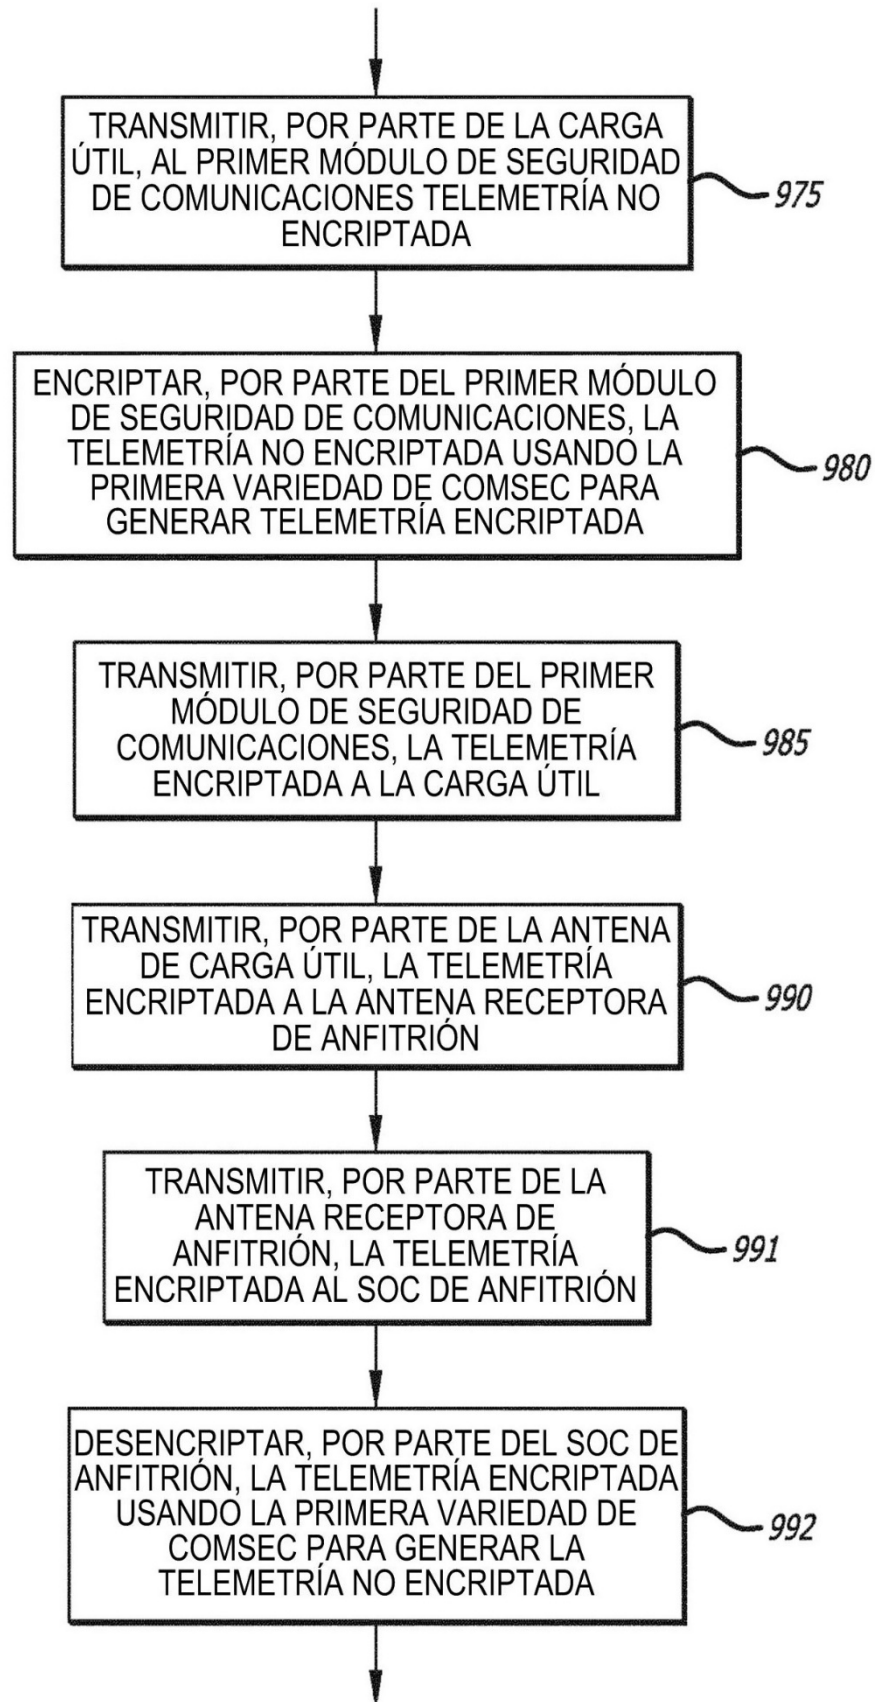 TRANSMITIR, POR PARTE DE LA CARGA
ÚTIL, AL PRIMER MÓDULO DE SEGURIDAD
DE COMUNICACIONES TELEMETRÍA NO
ENCRIPTADA
975
ENCRIPTAR, POR PARTE DEL PRIMER MÓDULO
DE SEGURIDAD DE COMUNICACIONES, LA
TELEMETRÍA NO ENCRIPTADA USANDO LA
PRIMERA VARIEDAD DE COMSEC PARA
GENERAR TELEMETRÍA ENCRIPTADA
980
TRANSMITIR, POR PARTE DEL PRIMER
MÓDULO DE SEGURIDAD DE
COMUNICACIONES, LA TELEMETRÍA
ENCRIPTADA A LA CARGA ÚTIL
985
TRANSMITIR, POR PARTE DE LA ANTENA
DE CARGA ÚTIL, LA TELEMETRÍA
ENCRIPTADA A LA ANTENA RECEPTORA
DE ANFITRIÓN
990
TRANSMITIR, POR PARTE DE LA
ANTENA RECEPTORA DE
ANFITRIÓN, LA TELEMETRÍA
ENCRIPTADA AL SOC DE ANFITRIÓN
991
DESENCRIPTAR, POR PARTE DEL SOC DE
ANFITRIÓN, LA TELEMETRÍA ENCRIPTADA
USANDO LA PRIMERA VARIEDAD DE
COMSEC PARA GENERAR LA
TELEMETRÍA NO ENCRIPTADA
992